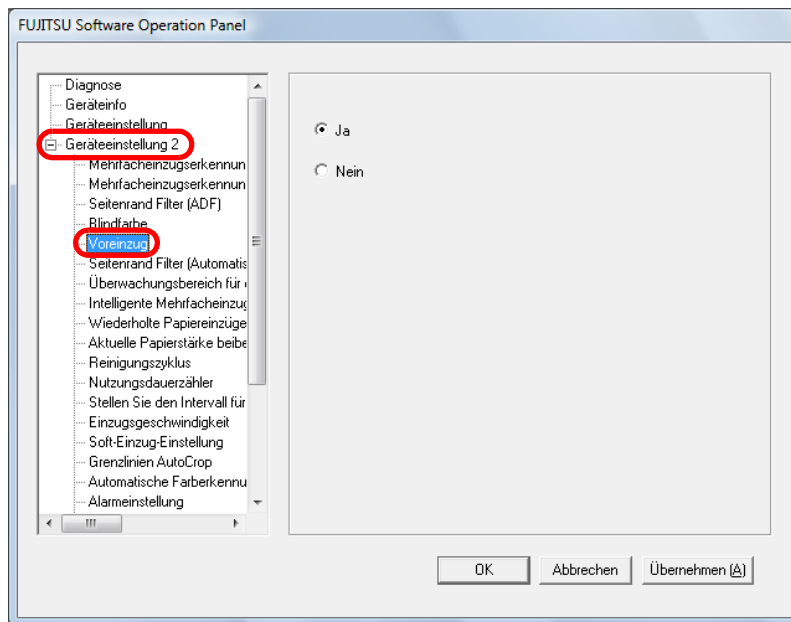 FUJITSU Software Operation Panel
Diagnose
Geräteinfo
Geräteeinstellung
Geräteeinstellung 2
Mehrfacheinzugserkennun
Mehrfacheinzugserkennun
Seitenrand Filter (ADF)
Blindfarbe
Voreinzug
Seitenrand Filter (Automatis
Überwachungsbereich für
Intelligente Mehrfacheinzug
Wiederholte Papiereinzüge
Aktuelle Papierstärke beibe
Reinigungszyklus
Nutzungsdauerzähler
Stellen Sie den Intervall für
Einzugsgeschwindigkeit
Soft-Einzug-Einstellung
Grenzlinien AutoCrop
Automatische Farberkennu
Alarmeinstellung
Ja
Nein
OK Abbrechen Übernehmen (A)